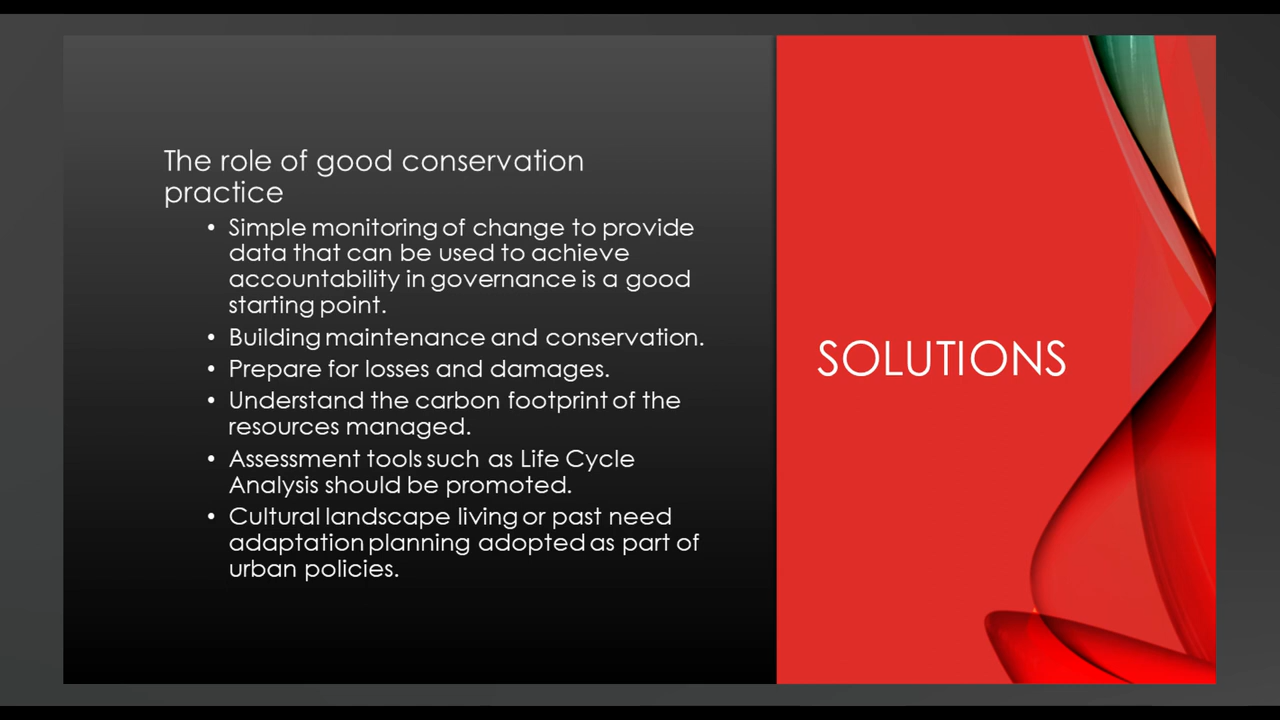 The role of good conservation
practice
• Simple monitoring of change to provide
data that can be used to achieve
accountability in governance is a good
starting point.
• Building maintenance and conservation.
• Prepare for losses and damages.
• Understand the carbon footprint of the
resources managed.
• Assessment tools such as Life Cycle
Analysis should be promoted.
• Cultural landscape living or past need
adaptation planning adopted as part of
urban policies.
SOLUTIONS